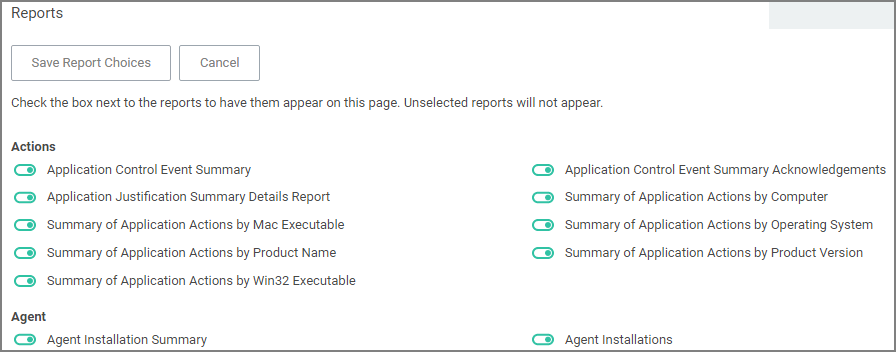 Reports
Save Report Choices Cancel
Check the box next to the reports to have them appear on this page. Unselected reports will not appear.
Actions
Application Control Event Summary Application Control Event Summary Acknowledgements
Application Justification Summary Details Report Summary of Application Actions by Computer
Summary of Application Actions by Mac Executable Summary of Application Actions by Operating System
Summary of Application Actions by Product Name Summary of Application Actions by Product Version
Summary of Application Actions by Win32 Executable
Agent
Agent Installation Summary Agent Installations